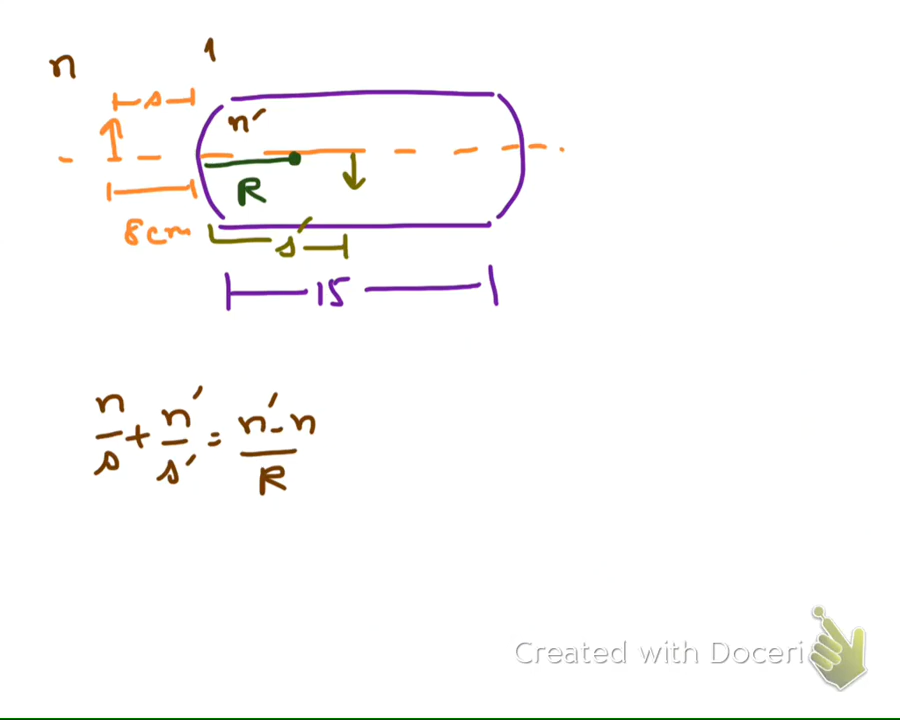 n 1
s
n′
R
8cm
s′
15
n/s + n′/s′ = n′-n/R
Created with Doceri